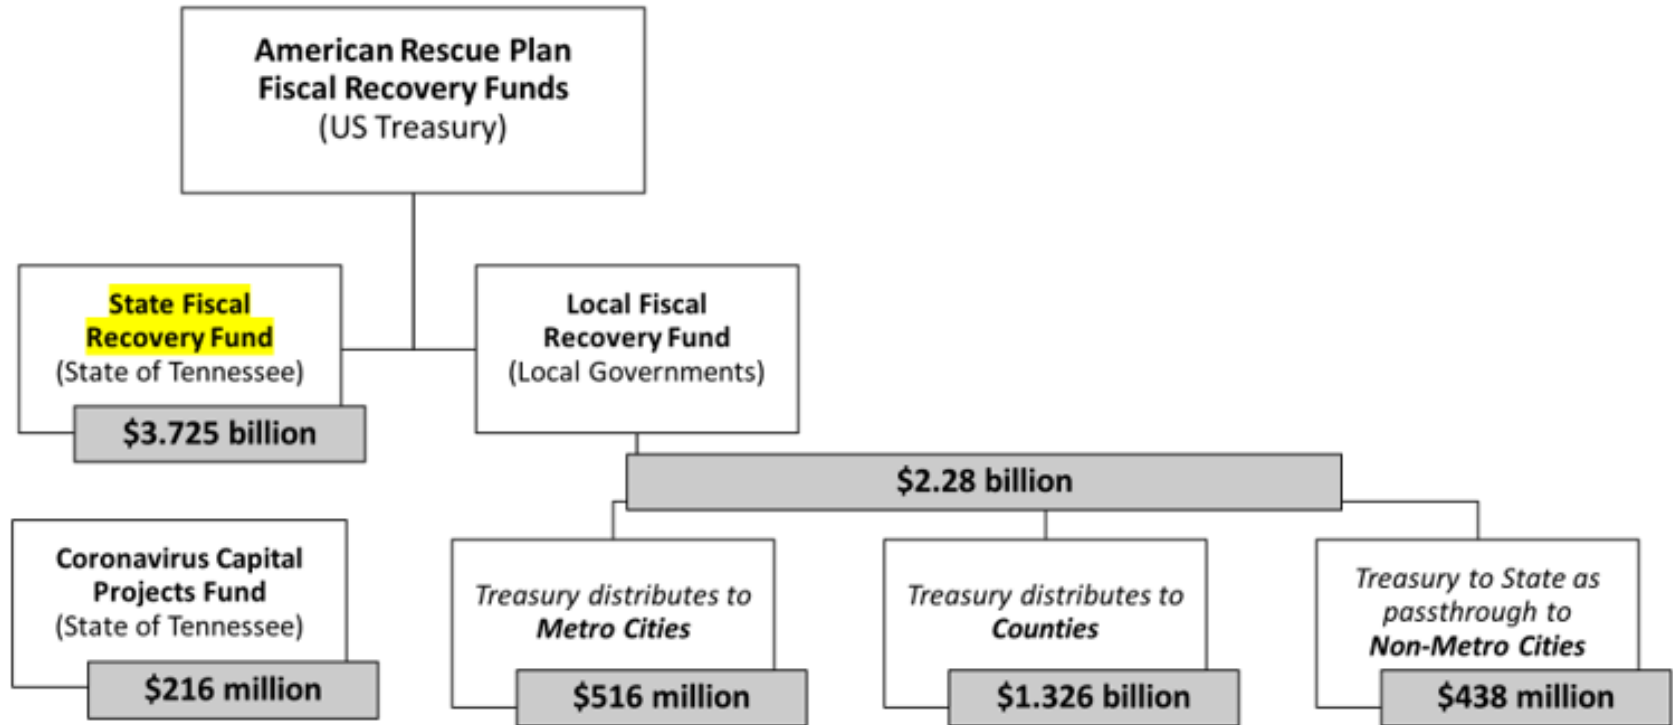 American Rescue Plan
Fiscal Recovery Funds
(US Treasury)
State Fiscal
Recovery Fund
(State of Tennessee)
$3.725 billion
Local Fiscal
Recovery Fund
(Local Governments)
$2.28 billion
Coronavirus Capital
Projects Fund
(State of Tennessee)
$216 million
Treasury distributes to
Metro Cities
$516 million
Treasury distributes to
Counties
$1.326 billion
Treasury to State as
passthrough to
Non-Metro Cities
$438 million